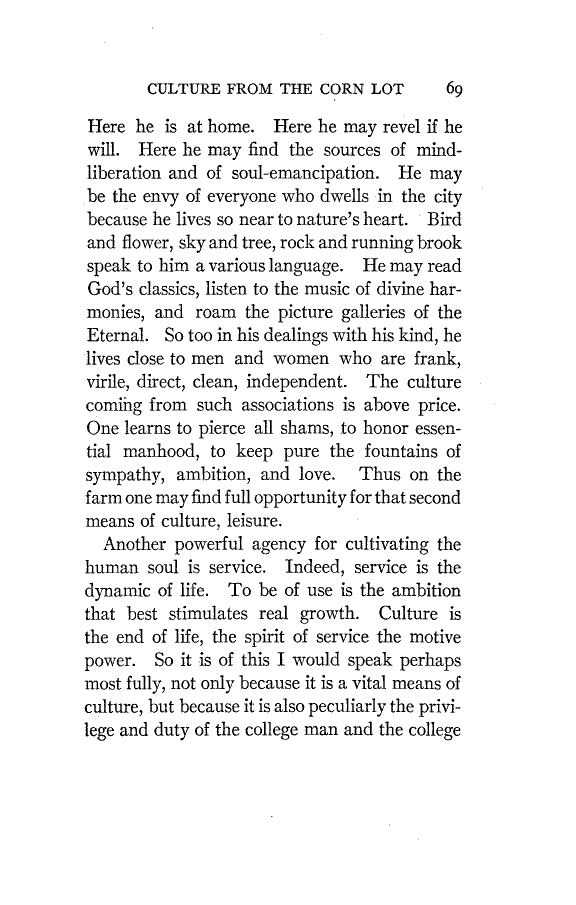 CULTURE FROM THE CORN LOT 69
Here he is at home. Here he may revel if he
will. Here he may find the sources of mind-
liberation and of soul-emancipation. He may
be the envy of everyone who dwells in the city
because he lives so near to nature's heart. Bird
and flower, sky and tree, rock and running brook
speak to him a various language. He may read
God's classics, listen to the music of divine har-
monies, and roam the picture galleries of the
Eternal. So too in his dealings with his kind, he
lives close to men and women who are frank,
virile, direct, clean, independent. The culture
coming from such associations is above price.
One learns to pierce all shams, to honor essen-
tial manhood, to keep pure the fountains of
sympathy, ambition, and love. Thus on the
farm one may find full opportunity for that second
means of culture, leisure.
Another powerful agency for cultivating the
human soul is service. Indeed, service is the
dynamic of life. To be of use is the ambition
that best stimulates real growth. Culture is
the end of life, the spirit of service the motive
power. So it is of this I would speak perhaps
most fully, not only because it is a vital means of
culture, but because it is also peculiarly the privi-
lege and duty of the college man and the college